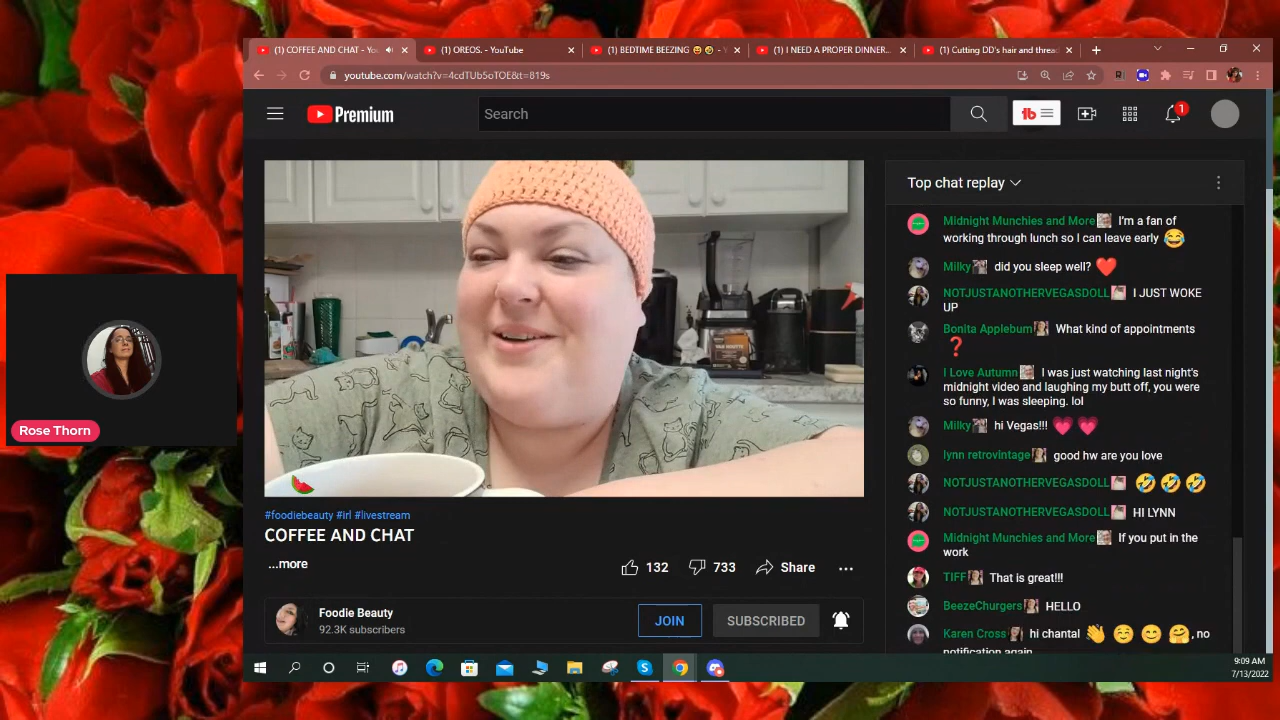 (1) COFFEE AND CHAT - Yo
(1) OREOS. - YouTube
(1) BEDTIME BEEZING 😝 🤪 - Y
(1) I NEED A PROPER DINNER..
(1) Cutting DD's hair and threa
youtube.com/watch?v=4cdTUb5oTOE&t=819s
Premium
Search
tb
1
Top chat replay
Midnight Munchies and More I'm a fan of
working through lunch so I can leave early 😂
Milky did you sleep well? ❤️
NOTJUSTANOTHERVEGASDOLL I JUST WOKE
UP
Bonita Applebum What kind of appointments
❓
I Love Autumn I was just watching last night's
midnight video and laughing my butt off, you were
so funny, I was sleeping. lol
Milky hi Vegas!!! 💗 💗
lynn retrovintage good hw are you love
NOTJUSTANOTHERVEGASDOLL 🤣 🤣 🤣
NOTJUSTANOTHERVEGASDOLL HI LYNN
Midnight Munchies and More If you put in the
work
TIFF That is great!!!
BeezeChurgers HELLO
Karen Cross hi chantal 👋 ☺️ 😊 🤗, no
notification again
Rose Thorn
#foodiebeauty #irl #livestream
COFFEE AND CHAT
...more
132
733
Share
Foodie Beauty
92.3K subscribers
JOIN
SUBSCRIBED
9:09 AM
7/13/2022